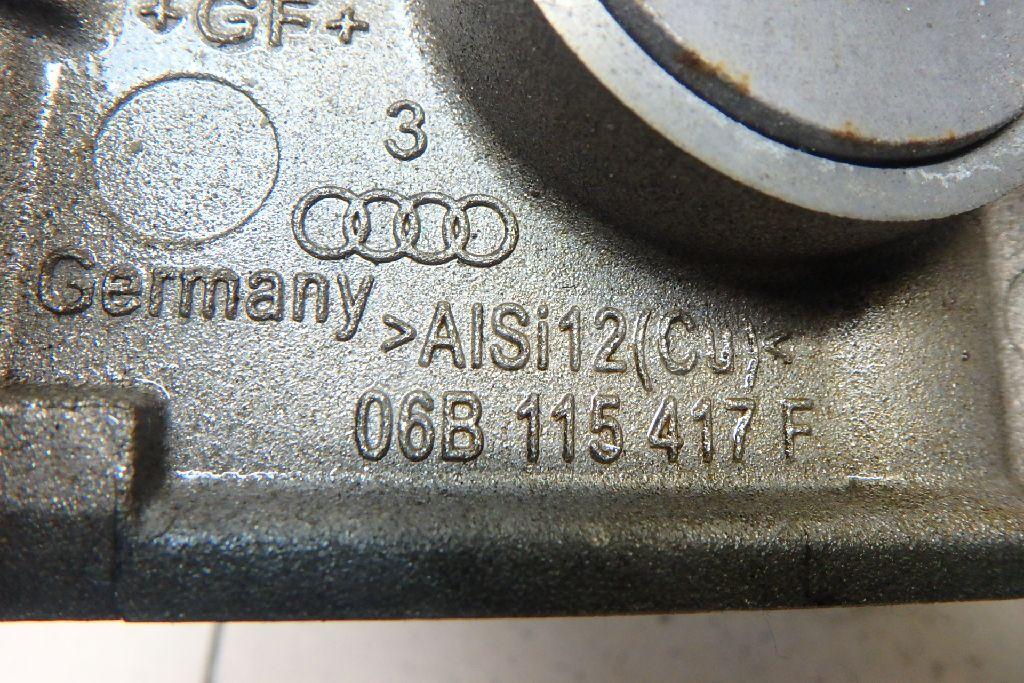 +GF+
3
Germany
>AlSi12(Cu)<
06B 115 417 F